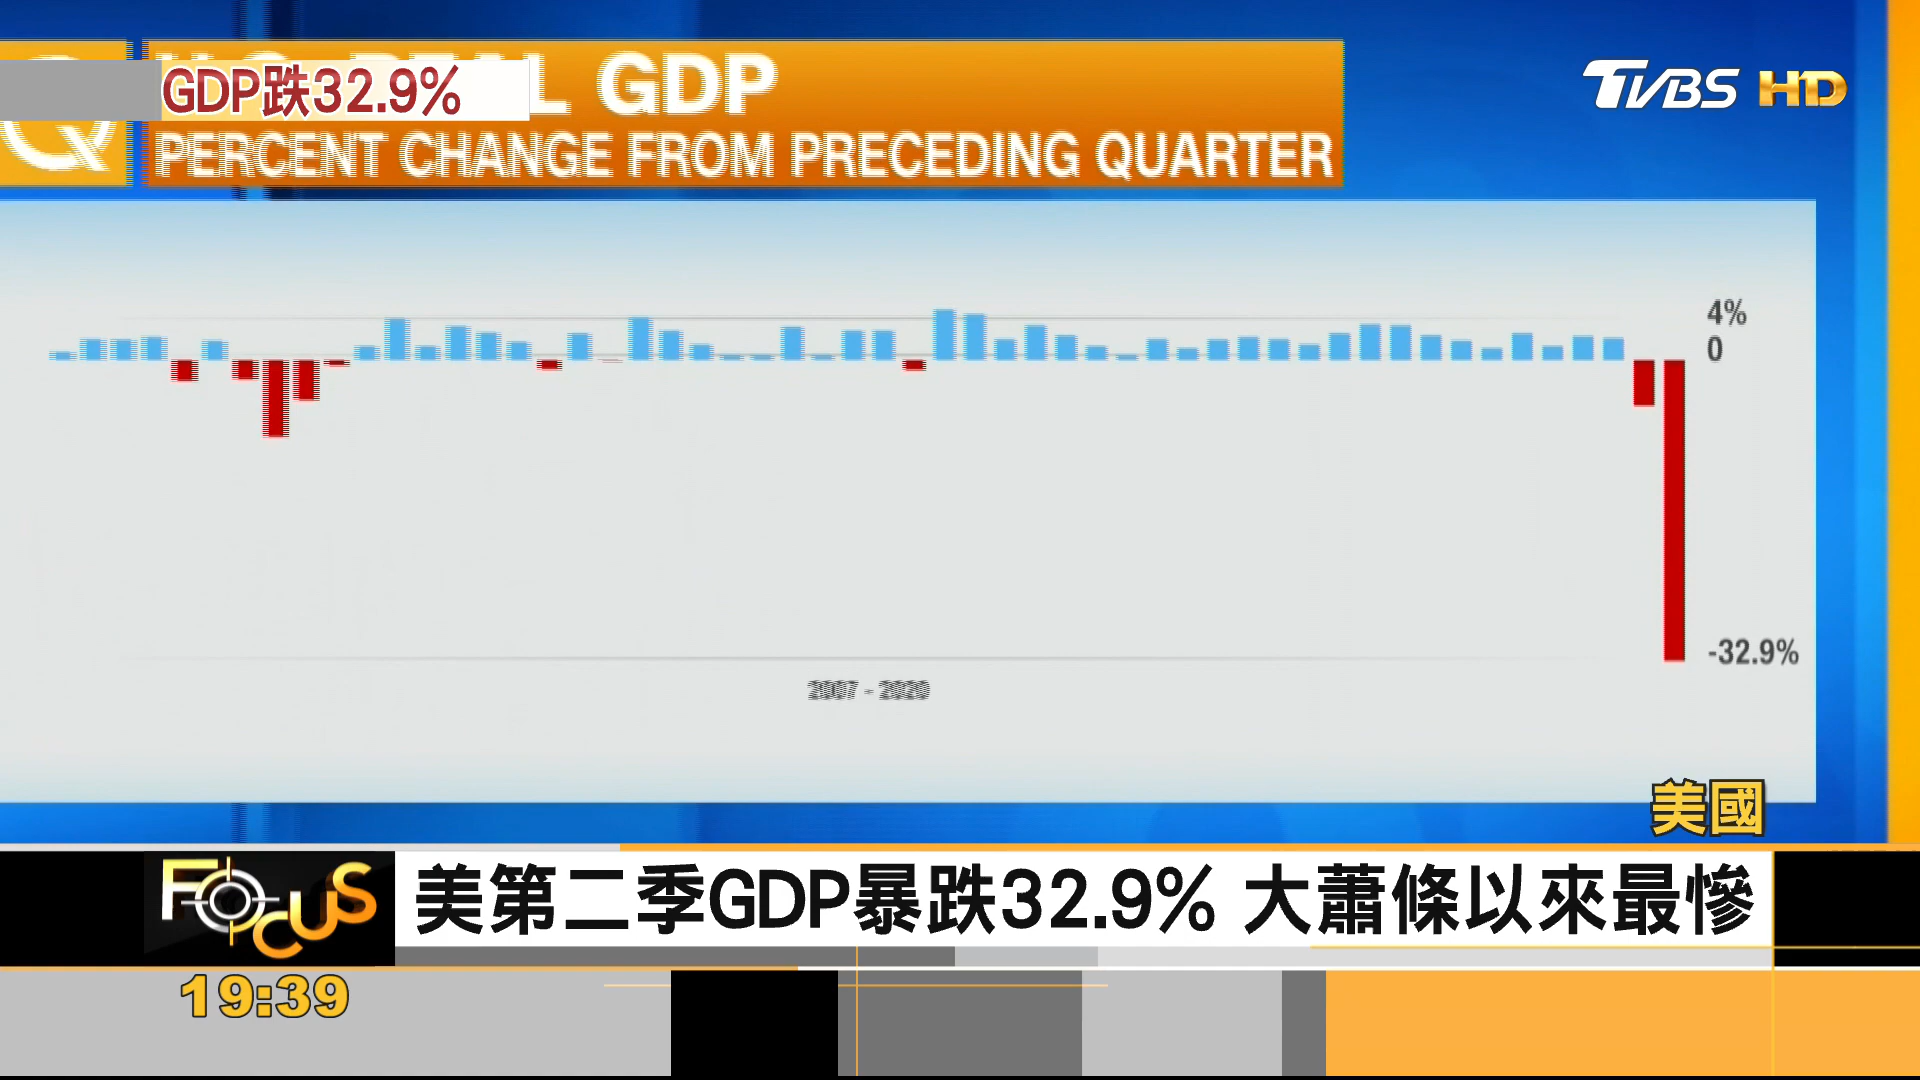 GDP跌32.9%
GDP
PERCENT CHANGE FROM PRECEDING QUARTER
TVBS HD
4%
0
-32.9%
2007 - 2020
美國
FOCUS
美第二季GDP暴跌32.9% 大蕭條以來最慘
19:39